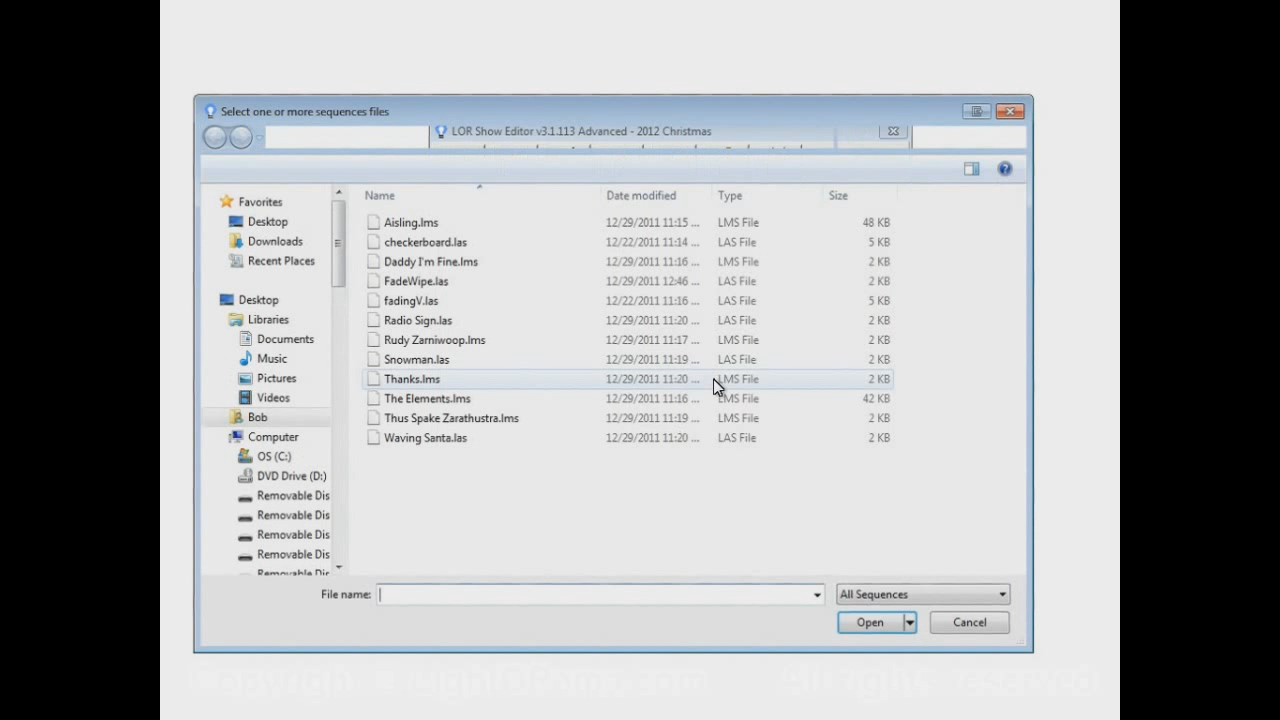 Select one or more sequences files
LOR Show Editor v3.1.113 Advanced - 2012 Christmas
Name Date modified Type Size
Favorites
Desktop
Downloads
Recent Places
Desktop
Libraries
Documents
Music
Pictures
Videos
Bob
Computer
OS (C:)
DVD Drive (D:)
Removable Dis
Removable Dis
Removable Dis
Removable Dis
Removable Dis
Aisling.lms 12/29/2011 11:15 ... LMS File 48 KB
checkerboard.las 12/22/2011 11:14 ... LAS File 5 KB
Daddy I'm Fine.lms 12/29/2011 11:16 ... LMS File 2 KB
FadeWipe.las 12/29/2011 12:46 ... LAS File 2 KB
fadingV.las 12/22/2011 11:16 ... LAS File 5 KB
Radio Sign.las 12/29/2011 11:20 ... LAS File 2 KB
Rudy Zarniwoop.lms 12/29/2011 11:17 ... LMS File 2 KB
Snowman.las 12/29/2011 11:19 ... LAS File 2 KB
Thanks.lms 12/29/2011 11:20 ... LMS File 2 KB
The Elements.lms 12/29/2011 11:16 ... LMS File 42 KB
Thus Spake Zarathustra.lms 12/29/2011 11:19 ... LMS File 2 KB
Waving Santa.las 12/29/2011 11:20 ... LAS File 2 KB
File name: All Sequences
Open Cancel